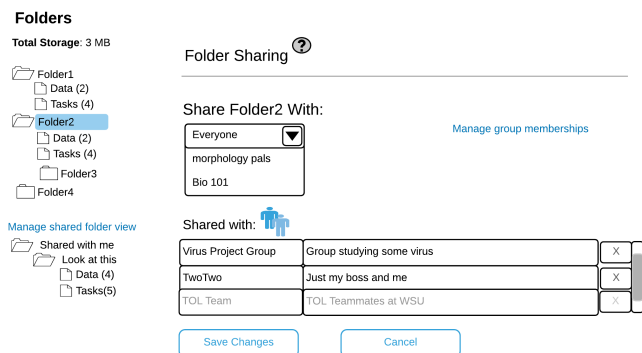 Folders
Total Storage: 3 MB
Folder1
Data (2)
Tasks (4)
Folder2
Data (2)
Tasks (4)
Folder3
Folder4
Manage shared folder view
Shared with me
Look at this
Data (4)
Tasks(5)
Folder Sharing ?
Share Folder2 With:
Everyone
morphology pals
Bio 101
Manage group memberships
Shared with:
Virus Project Group Group studying some virus X
TwoTwo Just my boss and me X
TOL Team TOL Teammates at WSU X
Save Changes Cancel